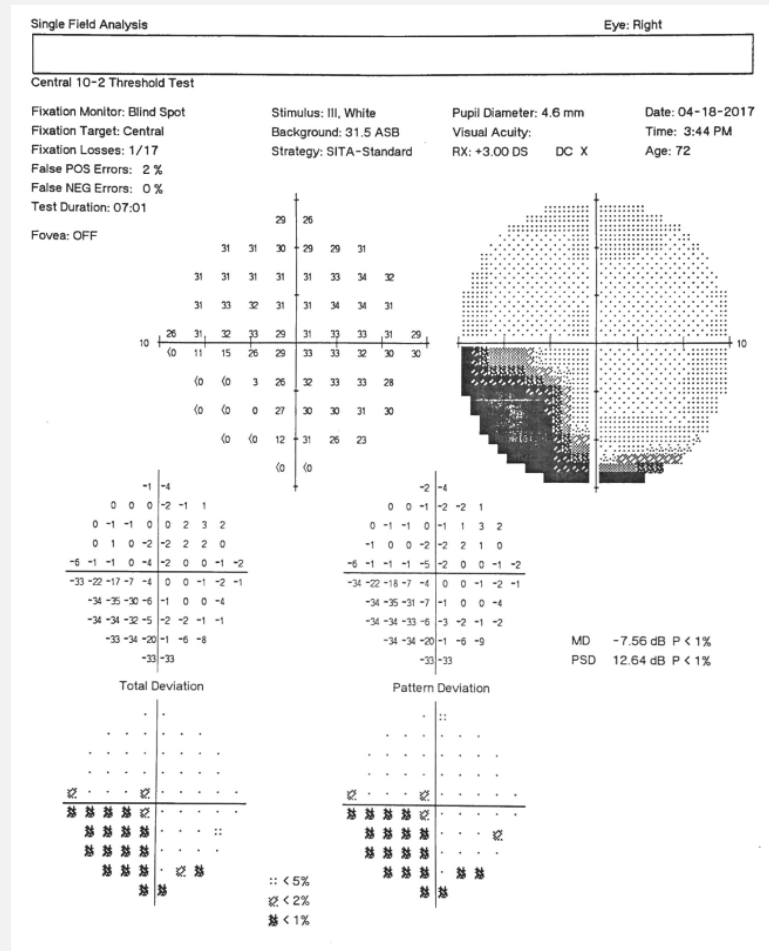 Single Field Analysis Eye: Right
Central 10-2 Threshold Test
Fixation Monitor: Blind Spot Stimulus: III, White Pupil Diameter: 4.6 mm Date: 04-18-2017
Fixation Target: Central Background: 31.5 ASB Visual Acuity: Time: 3:44 PM
Fixation Losses: 1/17 Strategy: SITA-Standard RX: +3.00 DS DC X Age: 72
False POS Errors: 2 %
False NEG Errors: 0 %
Test Duration: 07:01
Fovea: OFF
29 26
31 31 30 29 29 31
31 31 31 31 31 33 34 32
31 33 32 31 31 34 34 31
10 26 31 32 33 29 31 33 33 31 29 10
<0 11 15 26 29 33 33 32 30 30
<0 <0 3 26 32 33 33 28
<0 <0 0 27 30 30 31 30
<0 <0 12 31 26 23
<0 <0
-1 -4
0 0 0 -2 -1 1
0 -1 -1 0 0 2 3 2
0 1 0 -2 -2 2 2 0
-6 -1 -1 0 -4 -2 0 0 -1 -2
-33 -22 -17 -7 -4 0 0 -1 -2 -1
-34 -35 -30 -6 -1 0 0 -4
-34 -34 -32 -5 -2 -2 -1 -1
-33 -34 -20 -1 -6 -8
-33 -33
Total Deviation
-2 -4
0 0 -1 -2 -2 1
0 -1 -1 0 -1 1 3 2
-1 0 0 -2 -2 2 1 0
-6 -1 -1 -1 -5 -2 0 0 -1 -2
-34 -22 -18 -7 -4 0 0 -1 -2 -1
-34 -35 -31 -7 -1 0 0 -4
-34 -34 -33 -6 -3 -2 -1 -2
-34 -34 -20 -1 -6 -9
-33 -33
Pattern Deviation
MD -7.56 dB P < 1%
PSD 12.64 dB P < 1%
< 5%
< 2%
< 1%